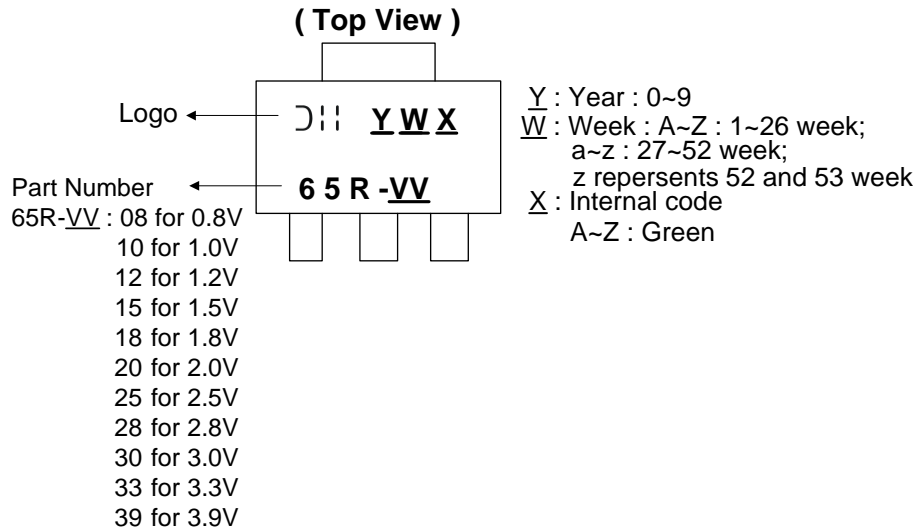 ( Top View )
Logo
Y W X
65R-VV
Part Number
65R-VV : 08 for 0.8V
10 for 1.0V
12 for 1.2V
15 for 1.5V
18 for 1.8V
20 for 2.0V
25 for 2.5V
28 for 2.8V
30 for 3.0V
33 for 3.3V
39 for 3.9V
Y : Year : 0~9
W : Week : A~Z : 1~26 week;
a~z : 27~52 week;
z repersents 52 and 53 week
X : Internal code
A~Z : Green